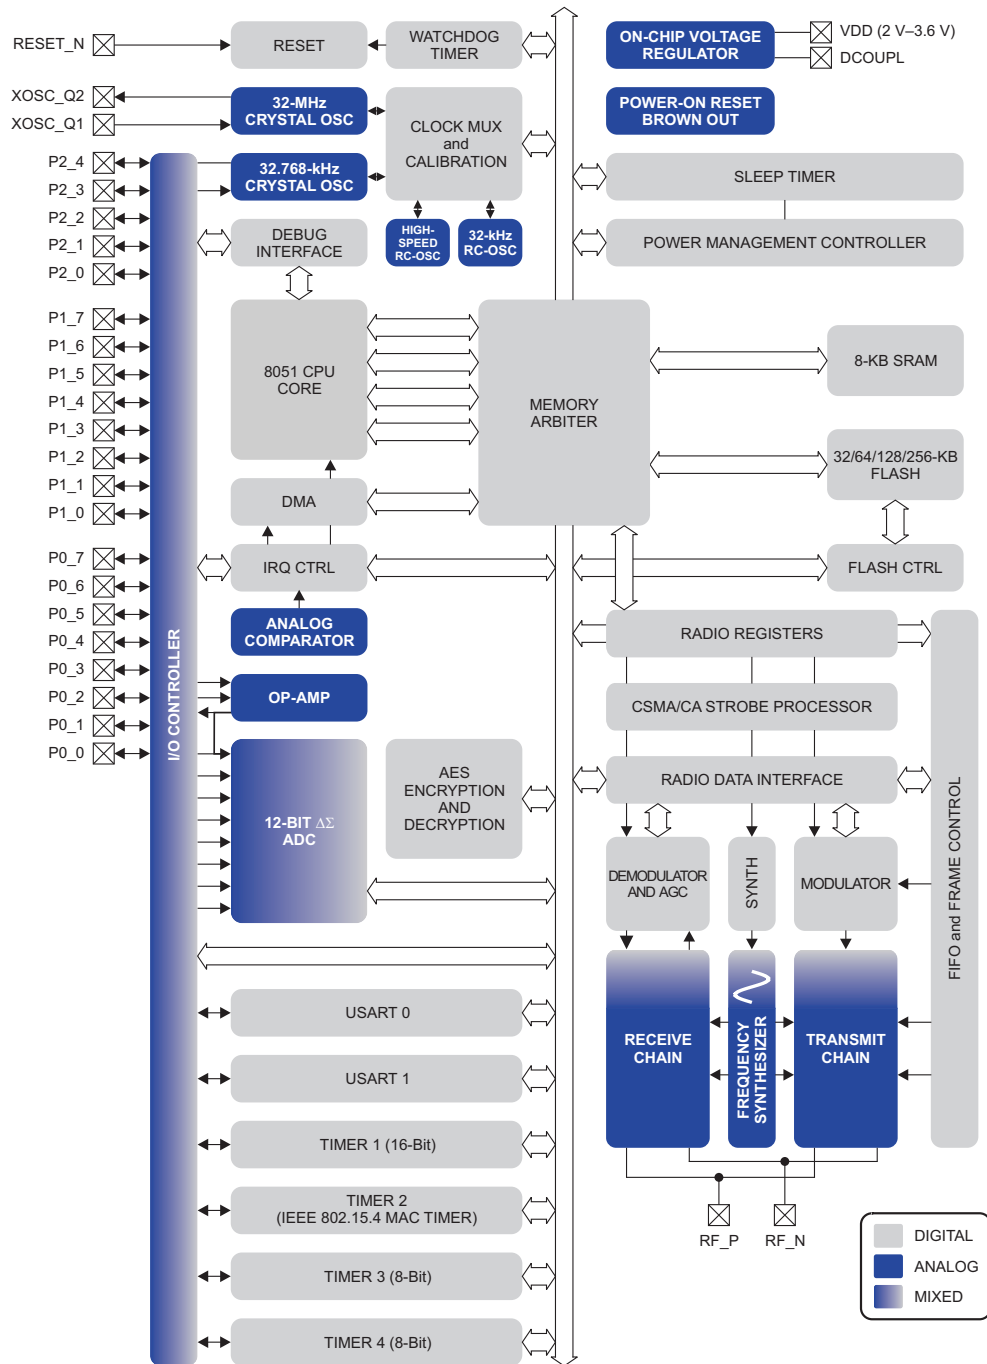 RESET_N
RESET
WATCHDOG
TIMER
ON-CHIP VOLTAGE
REGULATOR
VDD (2 V–3.6 V)
DCOUPL
XOSC_Q2
XOSC_Q1
32-MHz
CRYSTAL OSC
CLOCK MUX
and
CALIBRATION
POWER-ON RESET
BROWN OUT
P2_4
P2_3
P2_2
P2_1
P2_0
32.768-kHz
CRYSTAL OSC
SLEEP TIMER
DEBUG
INTERFACE
HIGH-
SPEED
RC-OSC
32-kHz
RC-OSC
POWER MANAGEMENT CONTROLLER
P1_7
P1_6
P1_5
P1_4
P1_3
P1_2
P1_1
P1_0
8051 CPU
CORE
MEMORY
ARBITER
8-KB SRAM
32/64/128/256-KB
FLASH
DMA
IRQ CTRL
FLASH CTRL
P0_7
P0_6
P0_5
P0_4
P0_3
P0_2
P0_1
P0_0
I/O CONTROLLER
ANALOG
COMPARATOR
RADIO REGISTERS
OP-AMP
CSMA/CA STROBE PROCESSOR
12-BIT ΔΣ
ADC
AES
ENCRYPTION
AND
DECRYPTION
RADIO DATA INTERFACE
FIFO and FRAME CONTROL
DEMODULATOR
AND AGC
SYNTH
MODULATOR
RECEIVE
CHAIN
FREQUENCY
SYNTHESIZER
TRANSMIT
CHAIN
USART 0
USART 1
TIMER 1 (16-Bit)
TIMER 2
(IEEE 802.15.4 MAC TIMER)
TIMER 3 (8-Bit)
TIMER 4 (8-Bit)
RF_P
RF_N
DIGITAL
ANALOG
MIXED